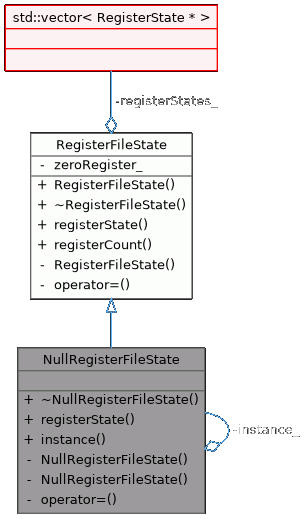 std::vector< RegisterState * >
-registerStates_
RegisterFileState
- zeroRegister_
+ RegisterFileState()
+ ~RegisterFileState()
+ registerState()
+ registerCount()
- RegisterFileState()
- operator=()
NullRegisterFileState
+ ~NullRegisterFileState()
+ registerState()
+ instance()
- NullRegisterFileState()
- NullRegisterFileState()
- operator=()
-instance_